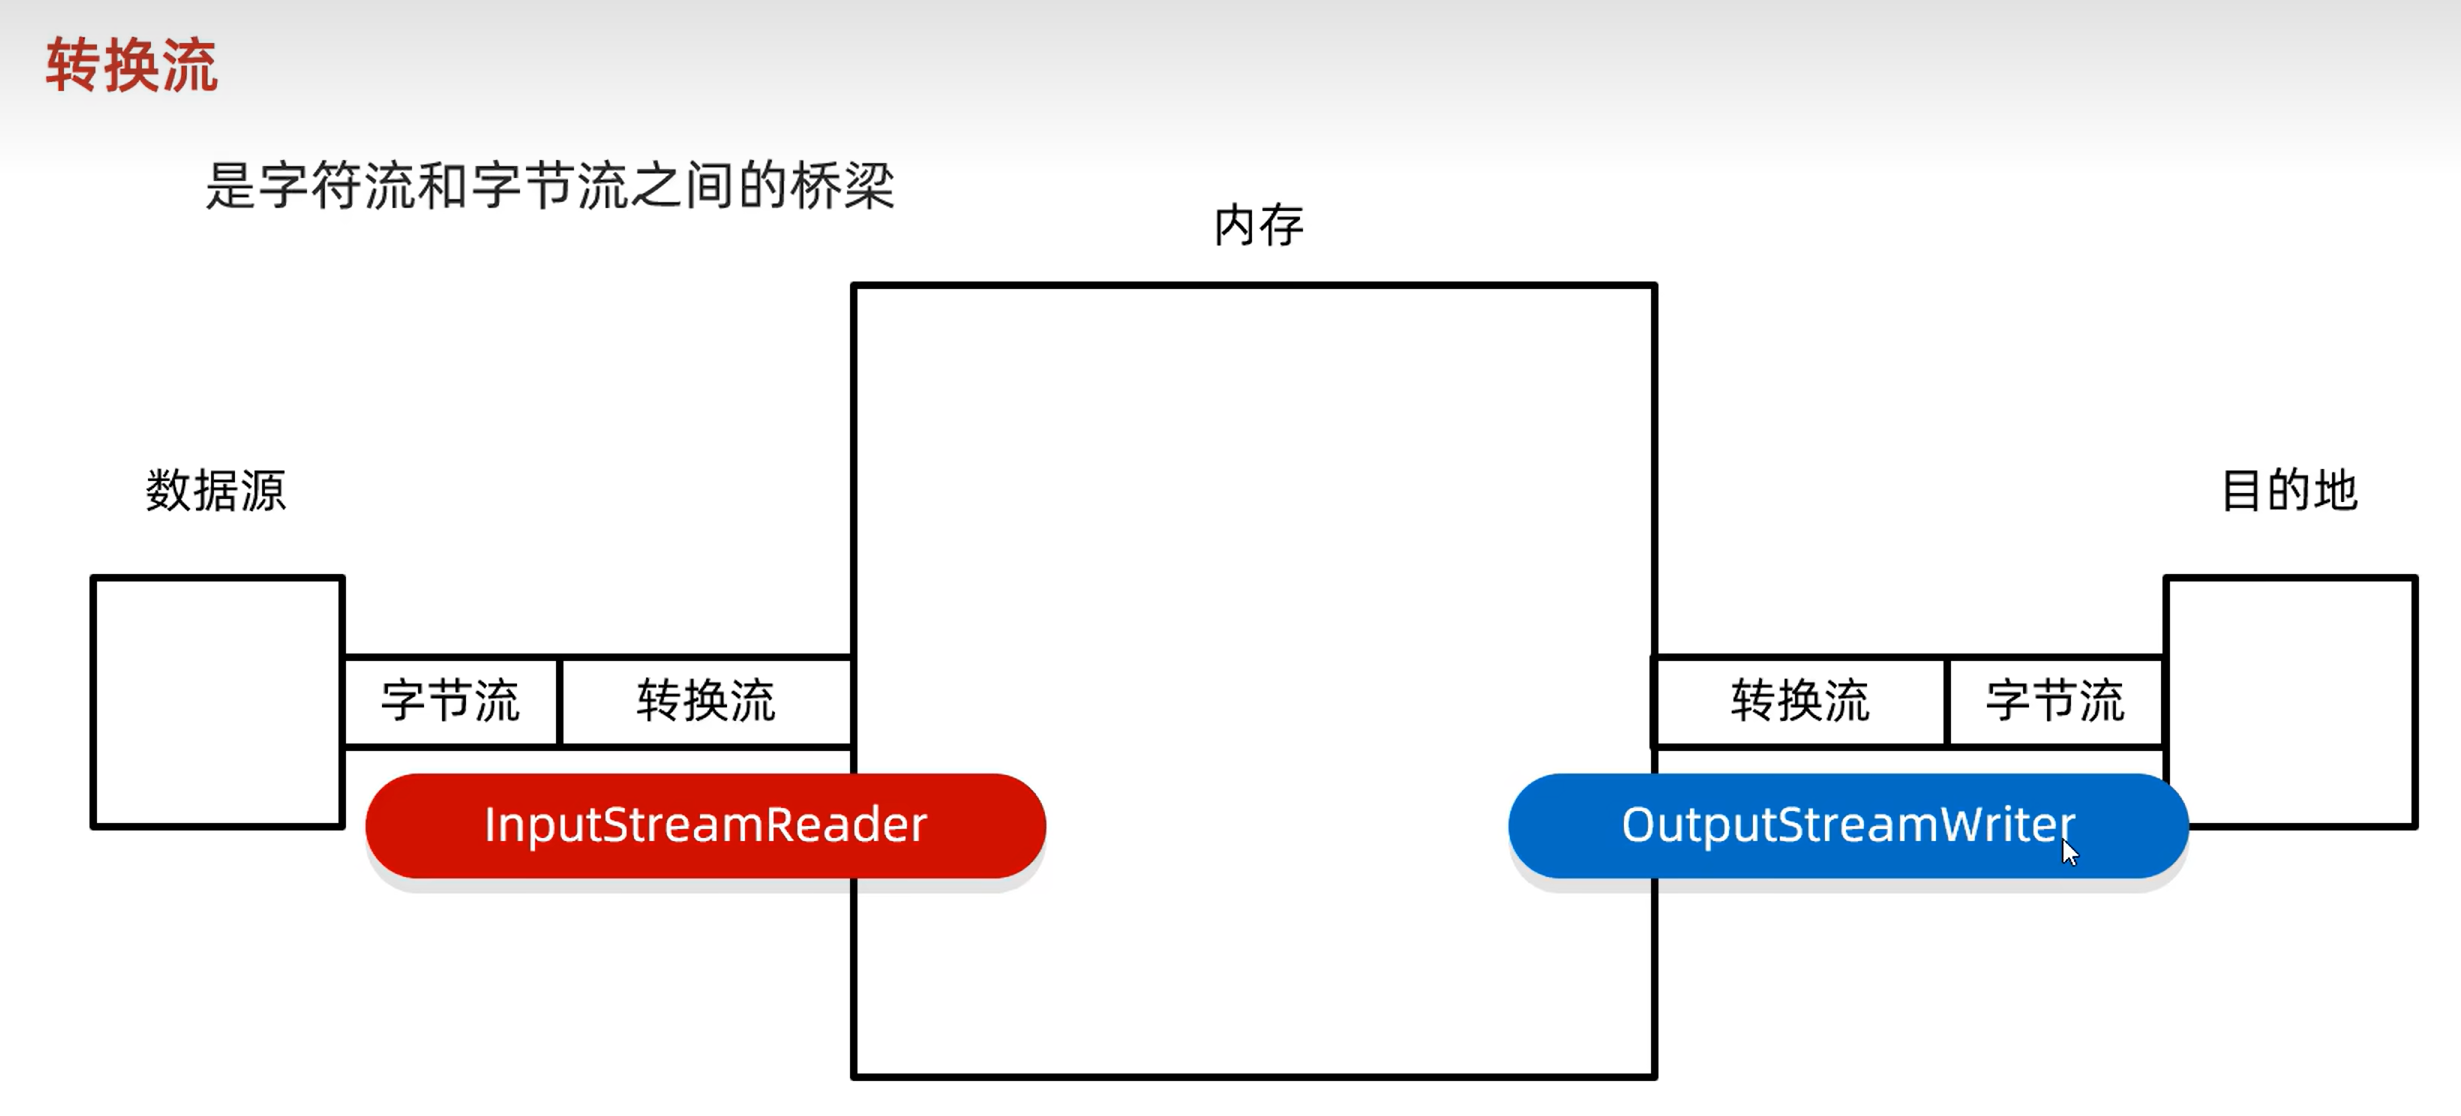 转换流
是字符流和字节流之间的桥梁
内存
数据源
目的地
字节流
转换流
转换流
字节流
InputStreamReader
OutputStreamWriter